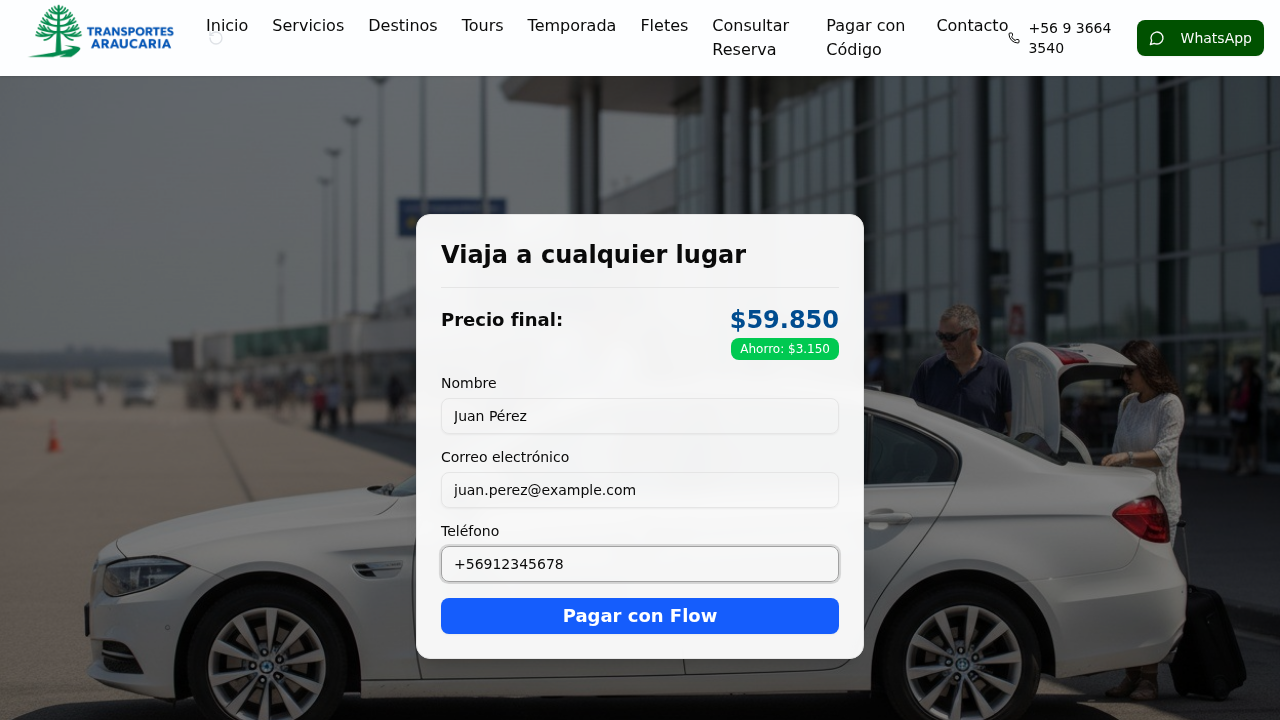 TRANSPORTES
ARAUCARIA
Inicio
Servicios
Destinos
Tours
Temporada
Fletes
Consultar
Reserva
Pagar con
Código
Contacto
+56 9 3664
3540
WhatsApp
Viaja a cualquier lugar
Precio final:
$59.850
Ahorro: $3.150
Nombre
Juan Pérez
Correo electrónico
juan.perez@example.com
Teléfono
+56912345678
Pagar con Flow